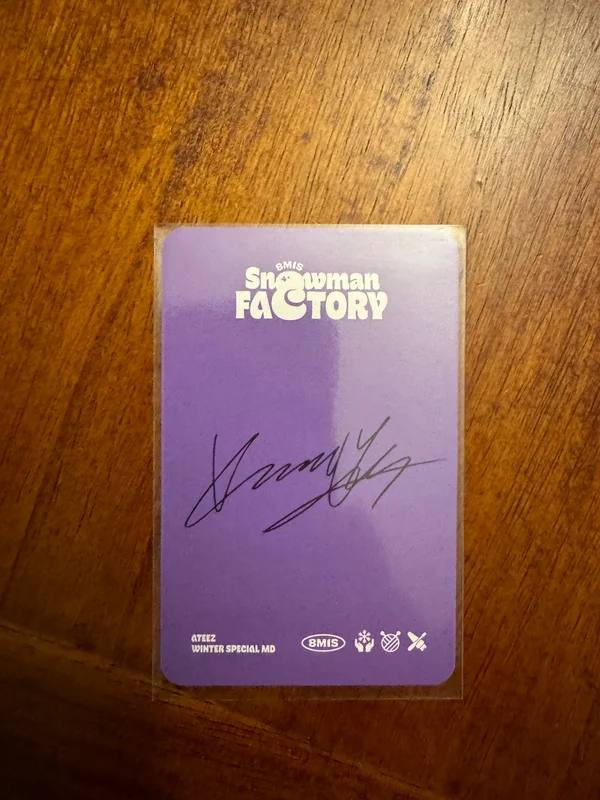 8MIS
Snowman
FACTORY
ATEEZ
WINTER SPECIAL MD
8MIS